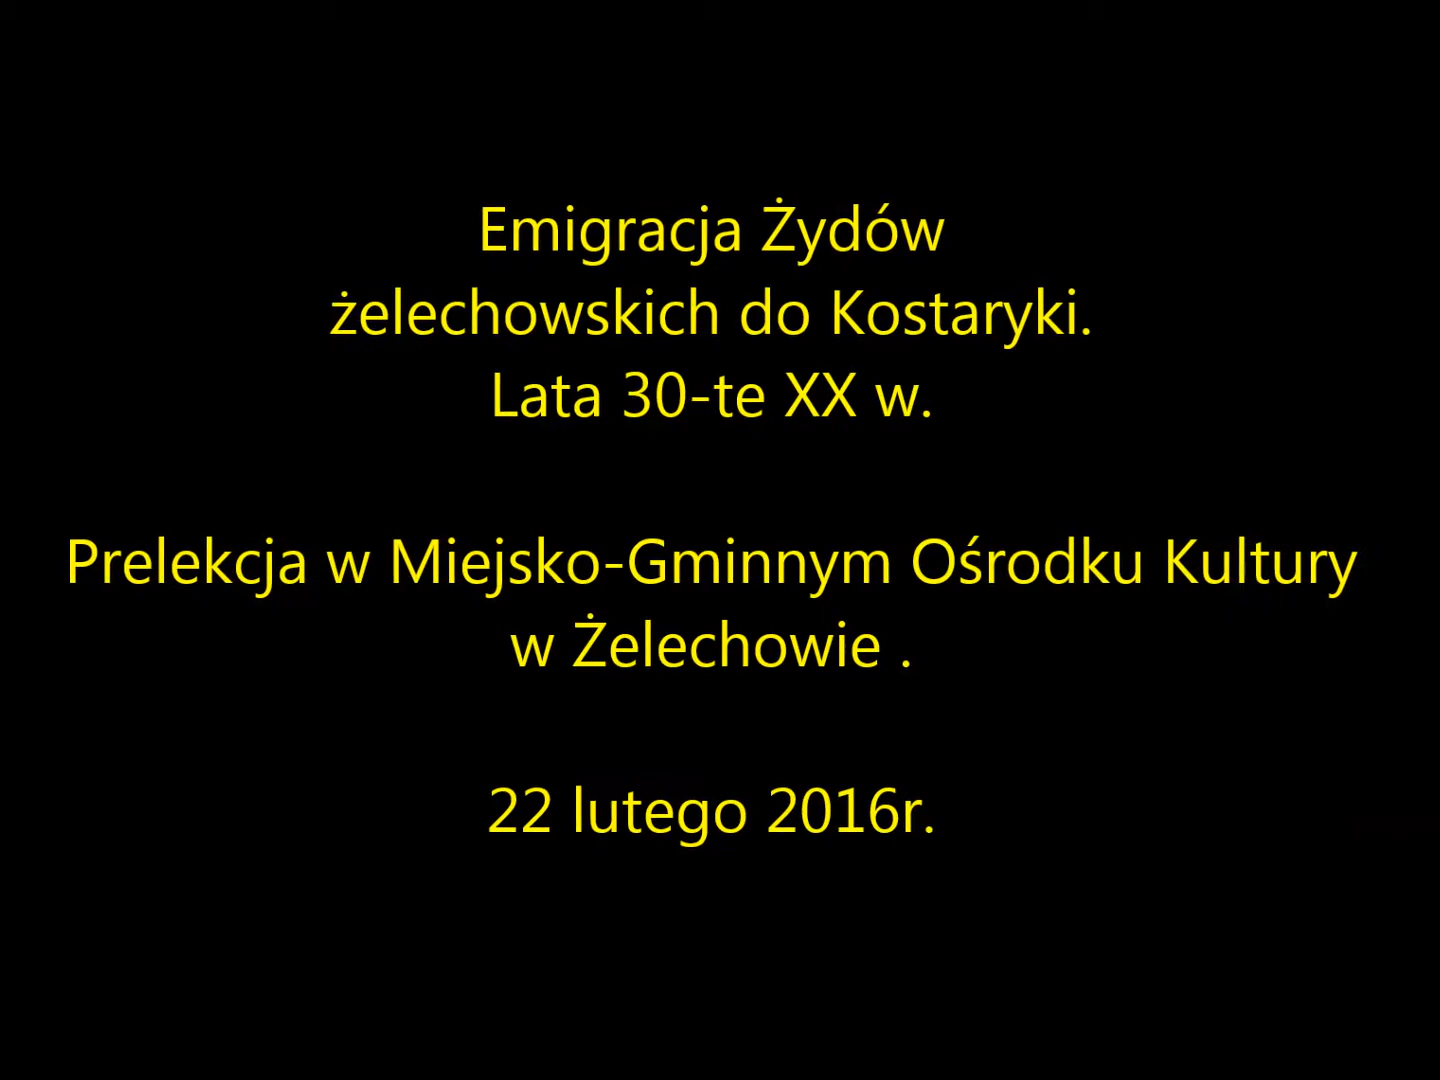 Emigracja Żydów
żelechowskich do Kostaryki.
Lata 30-te XX w.
Prelekcja w Miejsko-Gminnym Ośrodku Kultury
w Żelechowie .
22 lutego 2016r.